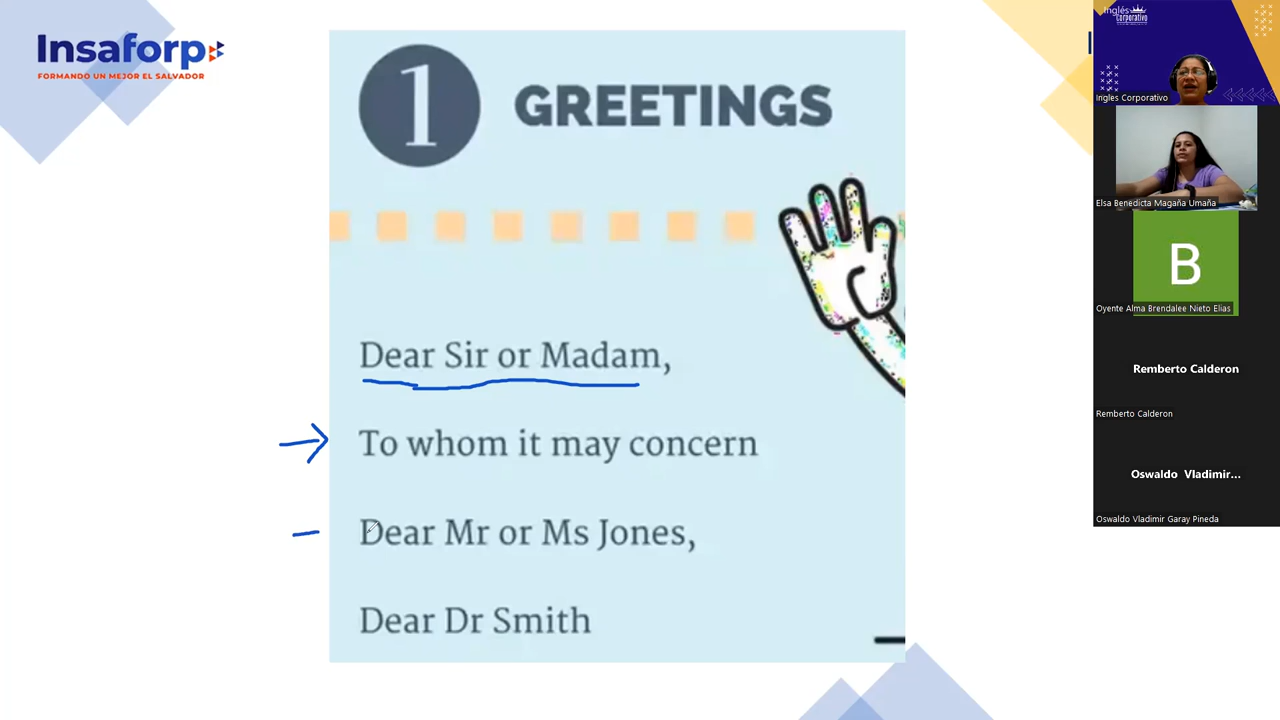 Insaforp
FORMANDO UN MEJOR EL SALVADOR
1 GREETINGS
Dear Sir or Madam,
To whom it may concern
Dear Mr or Ms Jones,
Dear Dr Smith
Inglés
corporativo
Ingles Corporativo
Elsa Benedicta Magaña Umaña
B
Oyente Alma Brendalee Nieto Elias
Remberto Calderon
Remberto Calderon
Oswaldo Vladimir...
Oswaldo Vladimir Garay Pineda